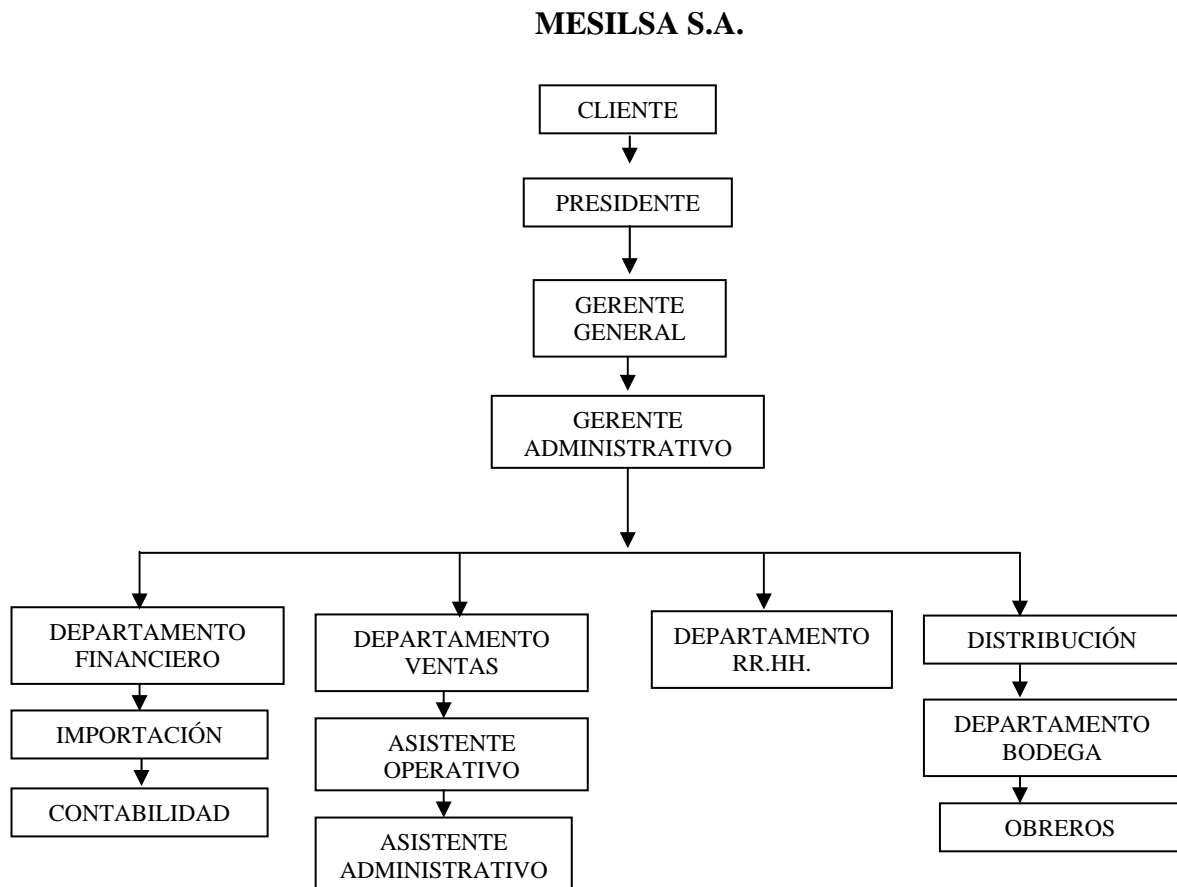 MESILSA S.A.
CLIENTE
PRESIDENTE
GERENTE
GENERAL
GERENTE
ADMINISTRATIVO
DEPARTAMENTO
FINANCIERO
IMPORTACIÓN
CONTABILIDAD
DEPARTAMENTO
VENTAS
ASISTENTE
OPERATIVO
ASISTENTE
ADMINISTRATIVO
DEPARTAMENTO
RR.HH.
DISTRIBUCIÓN
DEPARTAMENTO
BODEGA
OBREROS